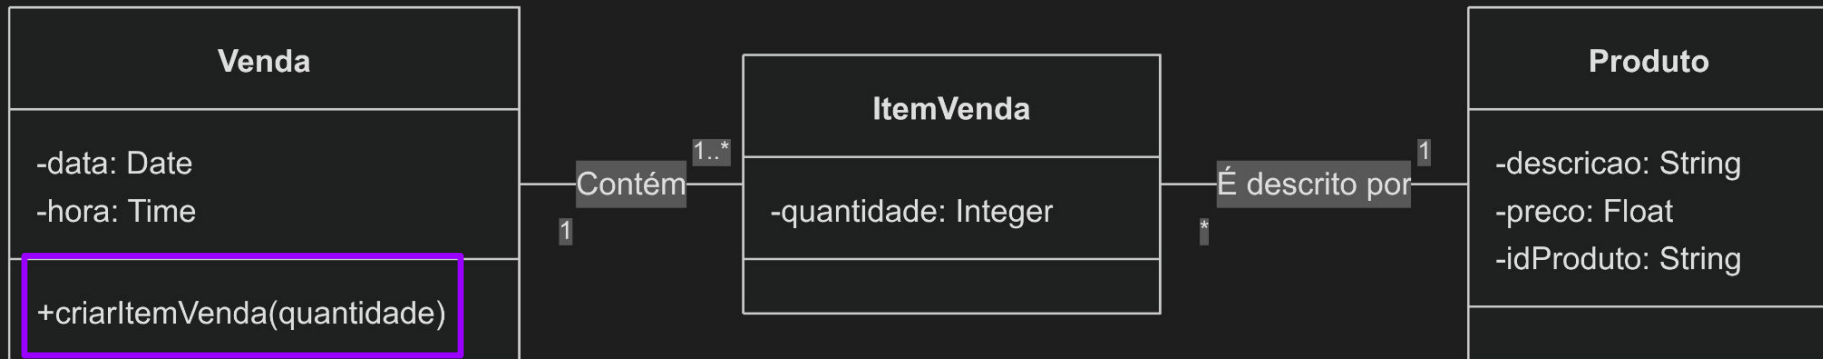 Venda
-data: Date
-hora: Time
+criarItemVenda(quantidade)
Contém
1
1..*
ItemVenda
-quantidade: Integer
É descrito por
*
1
Produto
-descricao: String
-preco: Float
-idProduto: String